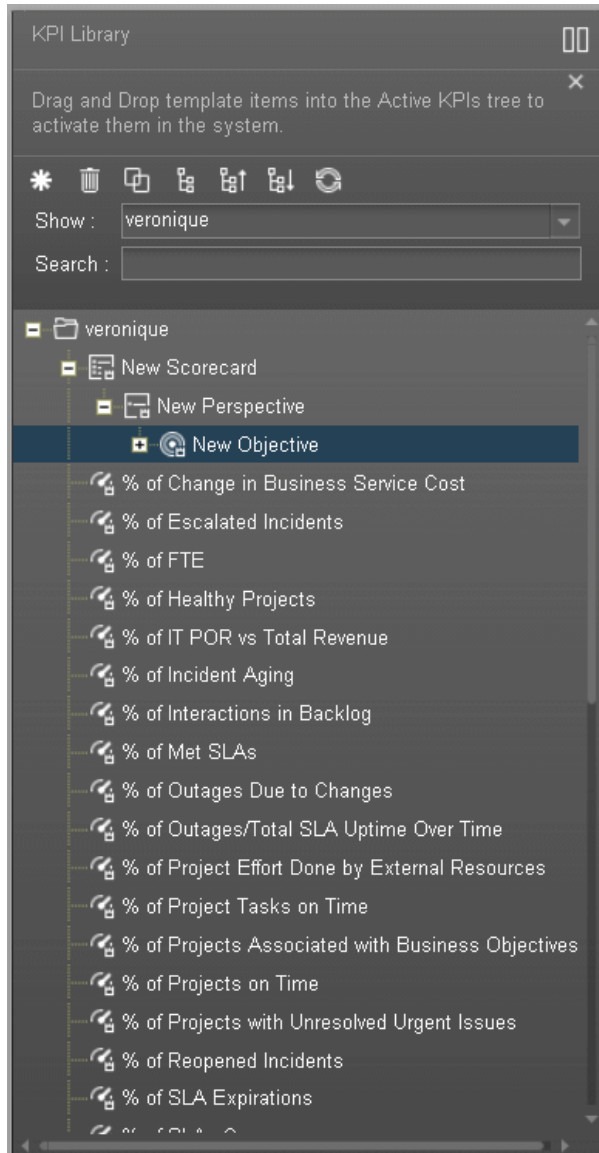 KPI Library
Drag and Drop template items into the Active KPIs tree to
activate them in the system.
Show :
veronique
Search :
veronique
New Scorecard
New Perspective
New Objective
% of Change in Business Service Cost
% of Escalated Incidents
% of FTE
% of Healthy Projects
% of IT POR vs Total Revenue
% of Incident Aging
% of Interactions in Backlog
% of Met SLAs
% of Outages Due to Changes
% of Outages/Total SLA Uptime Over Time
% of Project Effort Done by External Resources
% of Project Tasks on Time
% of Projects Associated with Business Objectives
% of Projects on Time
% of Projects with Unresolved Urgent Issues
% of Reopened Incidents
% of SLA Expirations